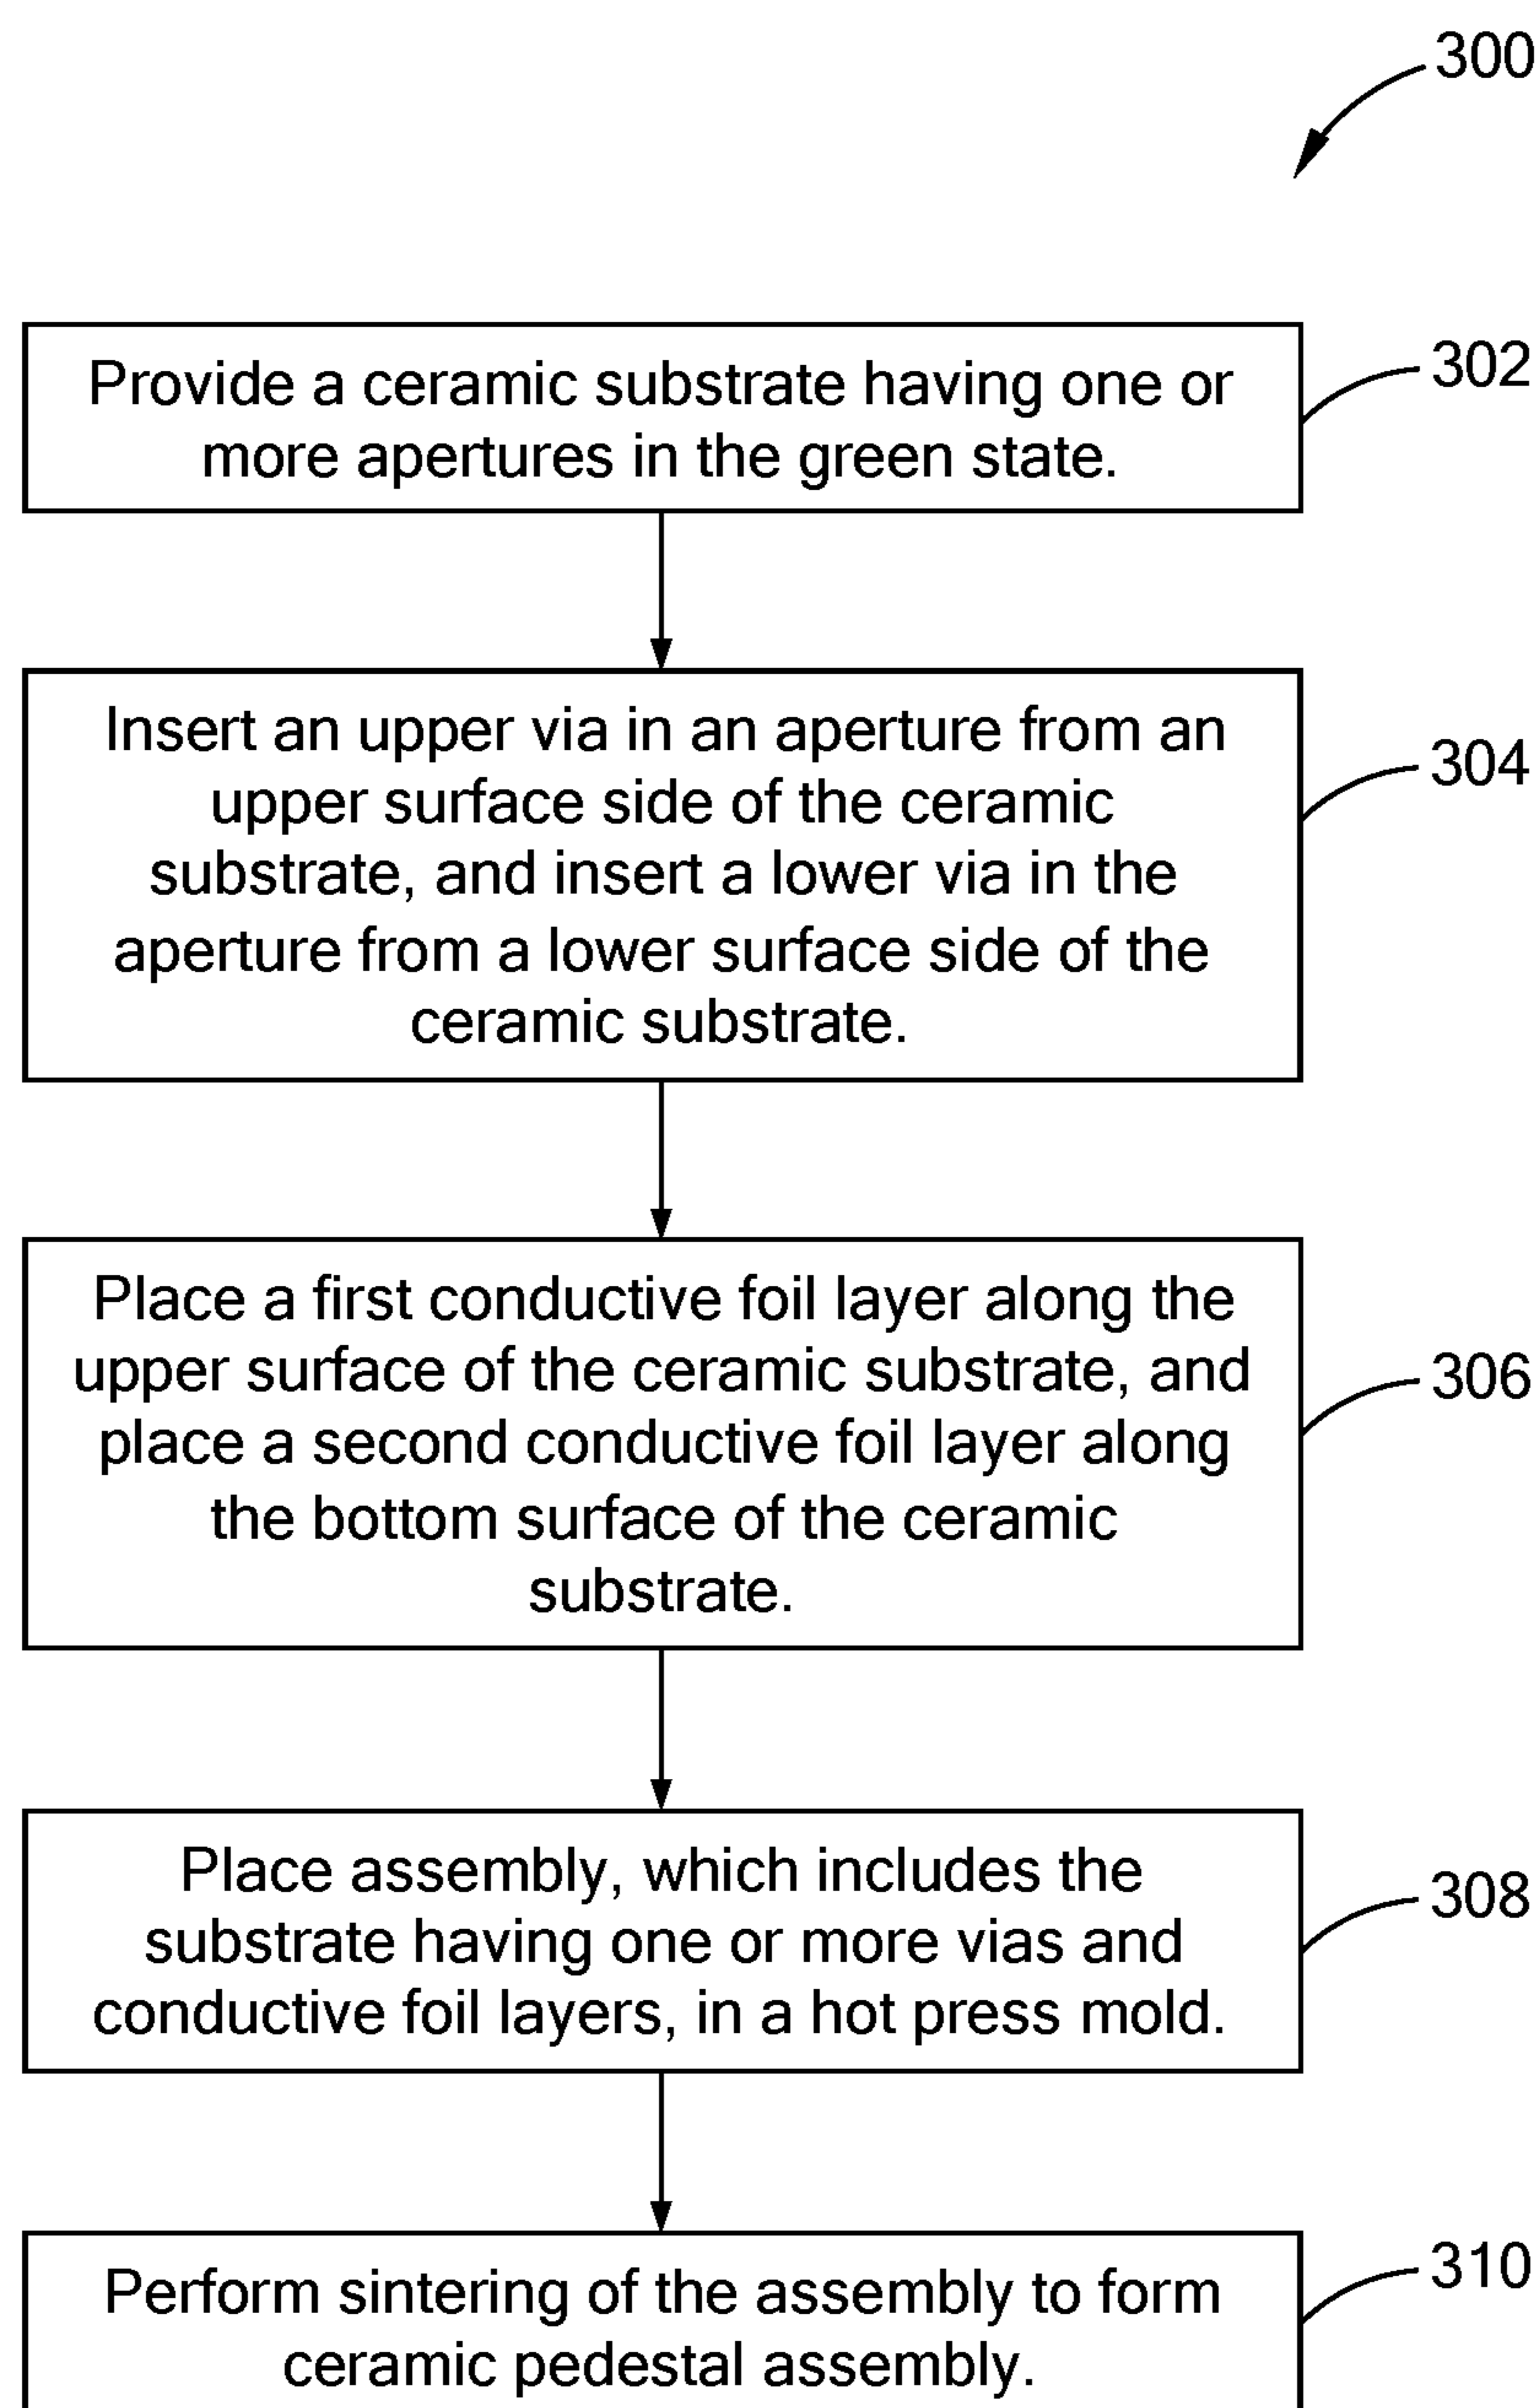 300
Provide a ceramic substrate having one or
more apertures in the green state.
302
Insert an upper via in an aperture from an
upper surface side of the ceramic
substrate, and insert a lower via in the
aperture from a lower surface side of the
ceramic substrate.
304
Place a first conductive foil layer along the
upper surface of the ceramic substrate, and
place a second conductive foil layer along
the bottom surface of the ceramic
substrate.
306
Place assembly, which includes the
substrate having one or more vias and
conductive foil layers, in a hot press mold.
308
Perform sintering of the assembly to form
ceramic pedestal assembly.
310